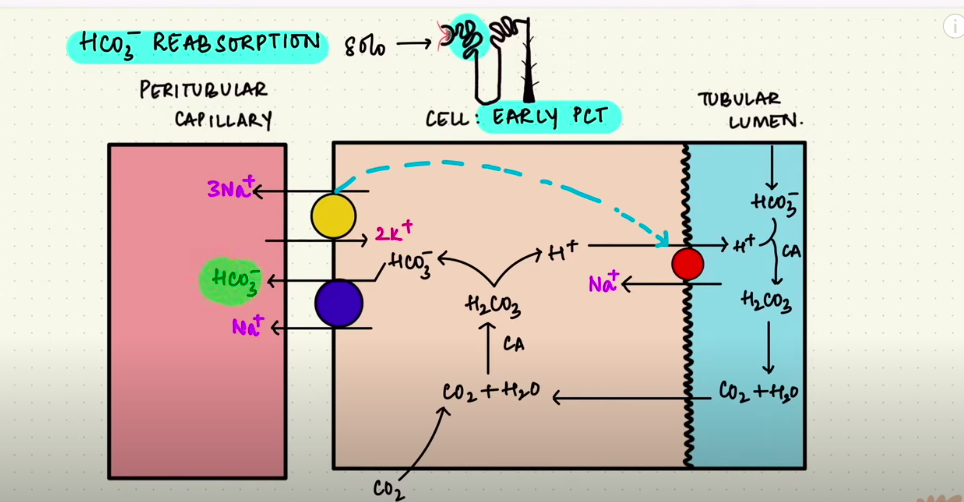 HCO3⁻ REABSORPTION
80%
PERITUBULAR
CAPILLARY
CELL: EARLY PCT
TUBULAR
LUMEN.
3Na⁺
2K⁺
HCO3⁻
Na⁺
HCO3⁻
H⁺
H2CO3
CA
CO2 + H2O
CO2
Na⁺
HCO3⁻
H⁺
CA
H2CO3
CO2 + H2O